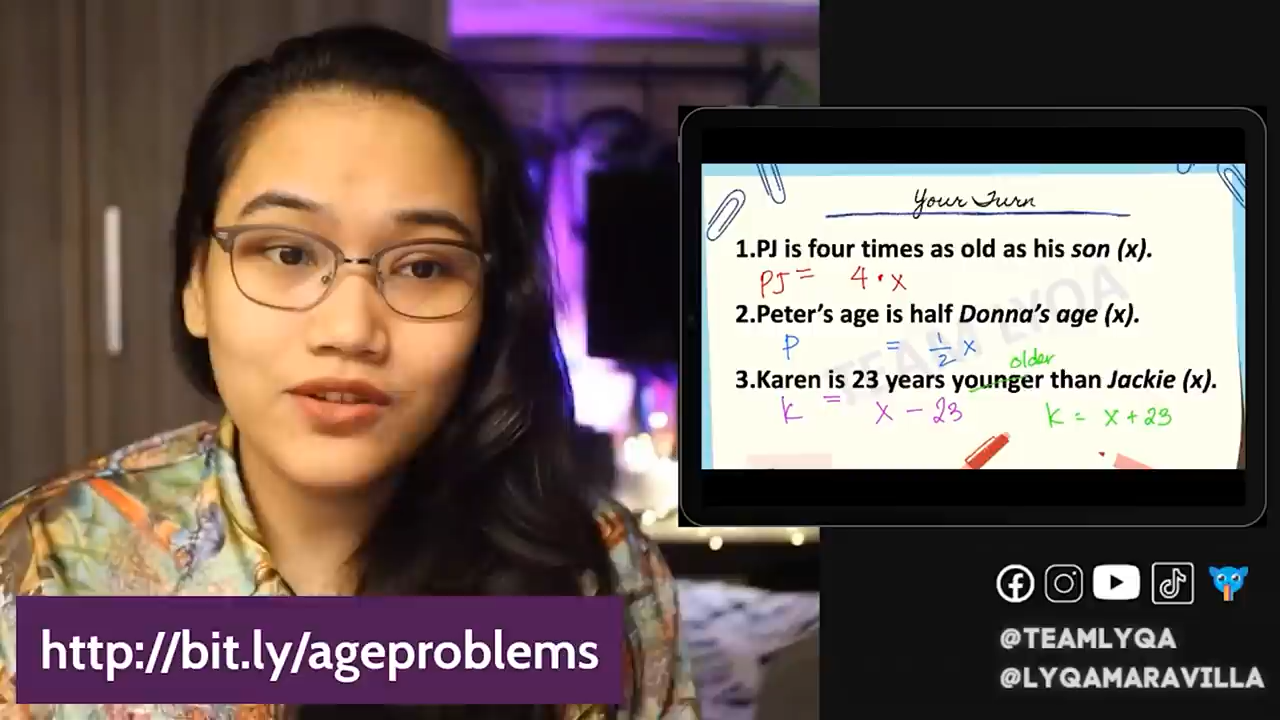 Your Turn
1.PJ is four times as old as his son (x).
PJ = 4 · x
2.Peter's age is half Donna's age (x).
P = 1/2 x
older
3.Karen is 23 years younger than Jackie (x).
K = x - 23 K = x + 23
TEAM LYQA
http://bit.ly/ageproblems
@TEAMLYQA
@LYQAMARAVILLA